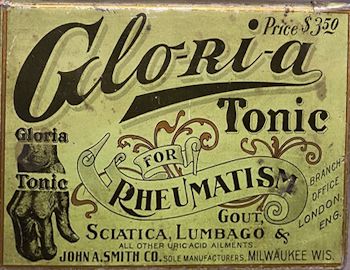 Price $3.50
Glo-ri-a
Tonic
Gloria
Tonic
FOR
RHEUMATISM
GOUT,
SCIATICA, LUMBAGO &
ALL OTHER URIC ACID AILMENTS.
JOHN A. SMITH CO. SOLE MANUFACTURERS, MILWAUKEE WIS.
BRANCH
OFFICE
LONDON,
ENG.